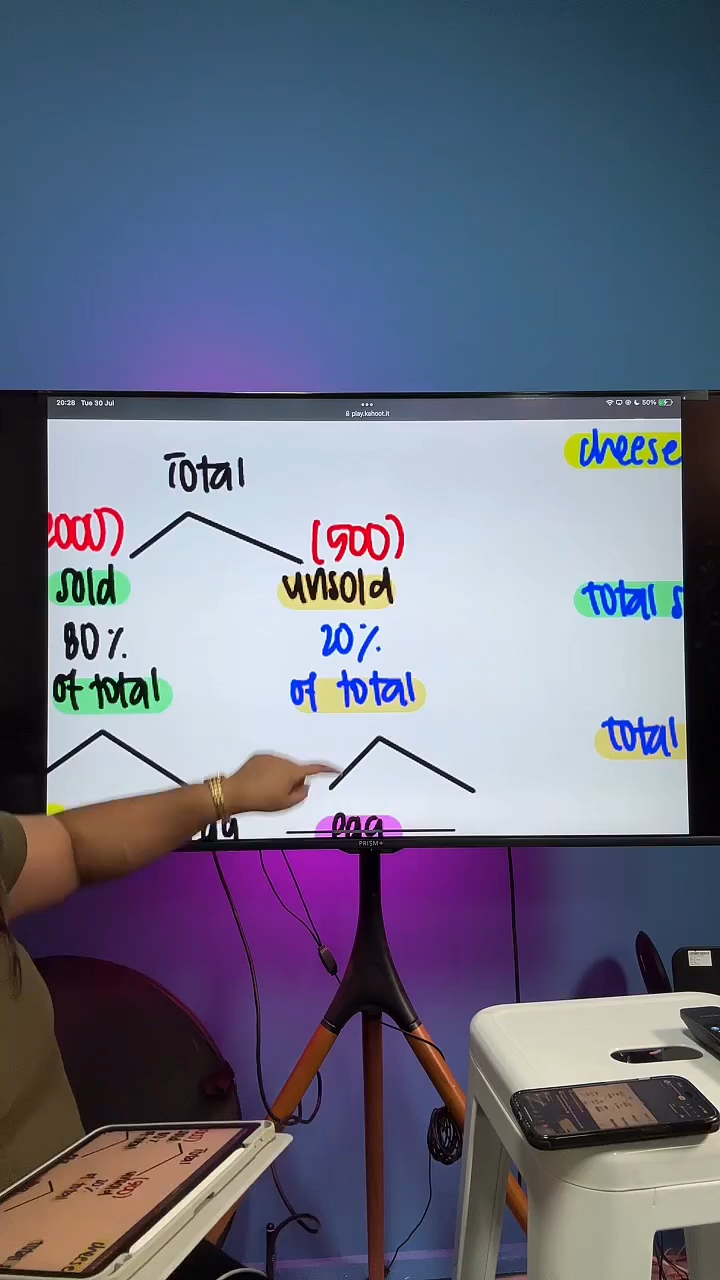 20:28 Tue 30 Jul
play.kahoot.it
50%
Total
cheese
(500)
sold
unsold
total s
80%
20%
of total
of total
total
egg
PRISM+